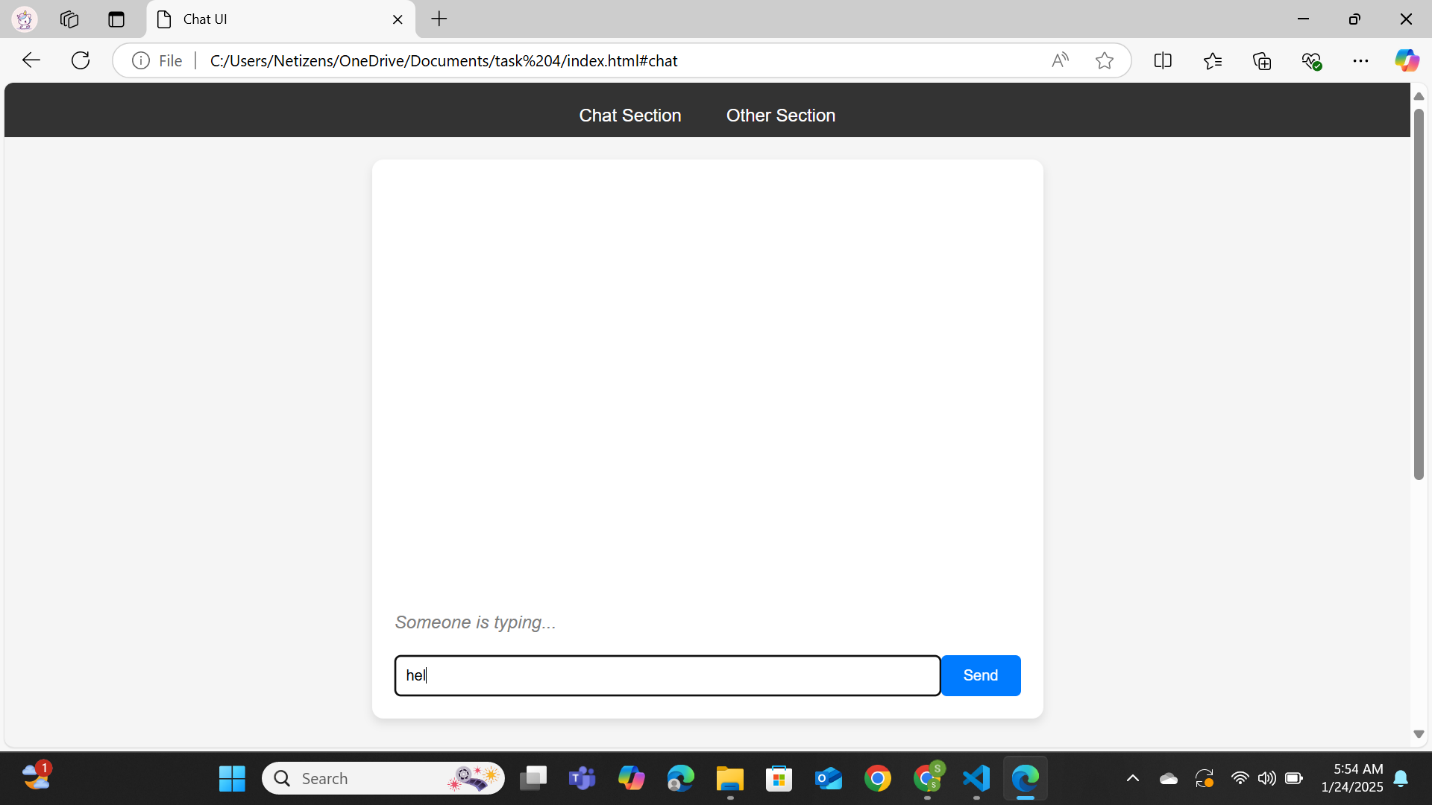 Chat UI
File
C:/Users/Netizens/OneDrive/Documents/task%204/index.html#chat
Chat Section
Other Section
Someone is typing...
hel
Send
1
Search
S
S
5:54 AM
1/24/2025